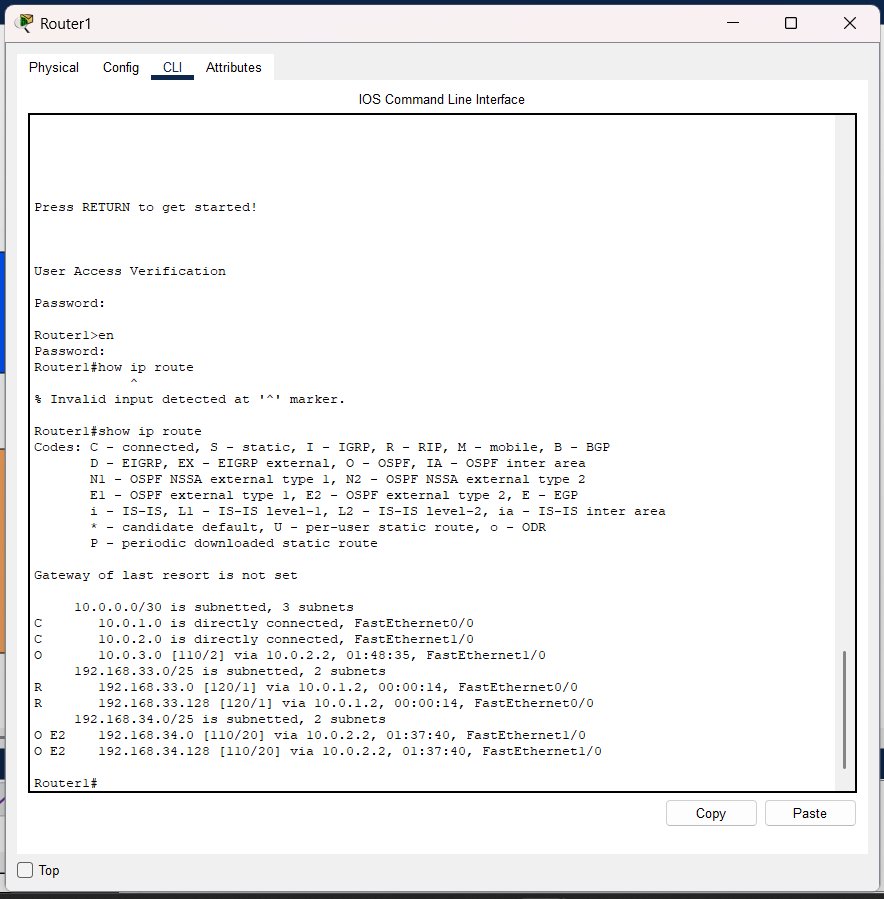 Router1
Physical Config CLI Attributes
IOS Command Line Interface
Press RETURN to get started!
User Access Verification
Password:
Router1>en
Password:
Router1#how ip route
^
% Invalid input detected at '^' marker.
Router1#show ip route
Codes: C - connected, S - static, I - IGRP, R - RIP, M - mobile, B - BGP
D - EIGRP, EX - EIGRP external, O - OSPF, IA - OSPF inter area
N1 - OSPF NSSA external type 1, N2 - OSPF NSSA external type 2
E1 - OSPF external type 1, E2 - OSPF external type 2, E - EGP
i - IS-IS, L1 - IS-IS level-1, L2 - IS-IS level-2, ia - IS-IS inter area
* - candidate default, U - per-user static route, o - ODR
P - periodic downloaded static route
Gateway of last resort is not set
10.0.0.0/30 is subnetted, 3 subnets
C 10.0.1.0 is directly connected, FastEthernet0/0
C 10.0.2.0 is directly connected, FastEthernet1/0
O 10.0.3.0 [110/2] via 10.0.2.2, 01:48:35, FastEthernet1/0
192.168.33.0/25 is subnetted, 2 subnets
R 192.168.33.0 [120/1] via 10.0.1.2, 00:00:14, FastEthernet0/0
R 192.168.33.128 [120/1] via 10.0.1.2, 00:00:14, FastEthernet0/0
192.168.34.0/25 is subnetted, 2 subnets
O E2 192.168.34.0 [110/20] via 10.0.2.2, 01:37:40, FastEthernet1/0
O E2 192.168.34.128 [110/20] via 10.0.2.2, 01:37:40, FastEthernet1/0
Router1#
Copy Paste
Top